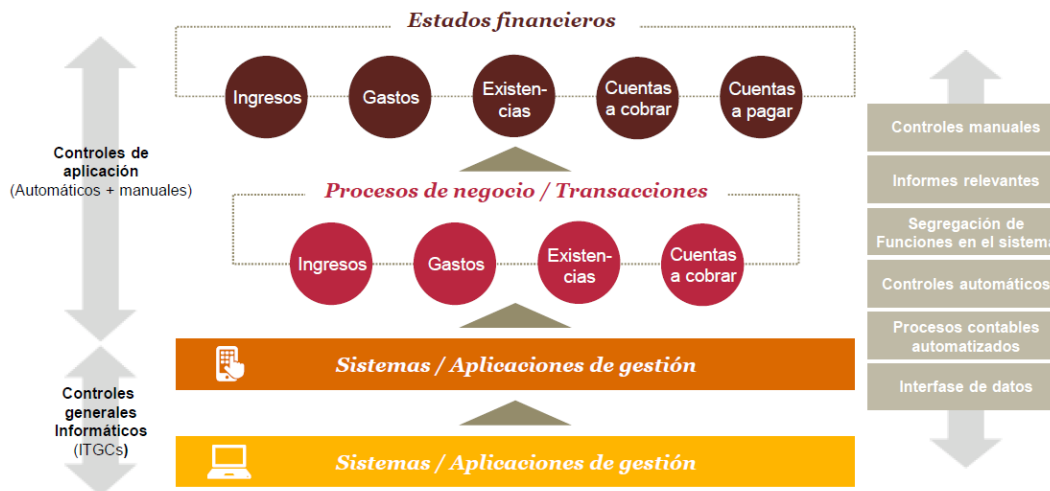 Estados financieros
Ingresos
Gastos
Existen-
cias
Cuentas
a cobrar
Cuentas
a pagar
Controles de
aplicación
(Automáticos + manuales)
Procesos de negocio / Transacciones
Ingresos
Gastos
Existen-
cias
Cuentas
a cobrar
Sistemas / Aplicaciones de gestión
Controles
generales
Informáticos
(ITGCs)
Sistemas / Aplicaciones de gestión
Controles manuales
Informes relevantes
Segregación de
Funciones en el sistema
Controles automáticos
Procesos contables
automatizados
Interfase de datos